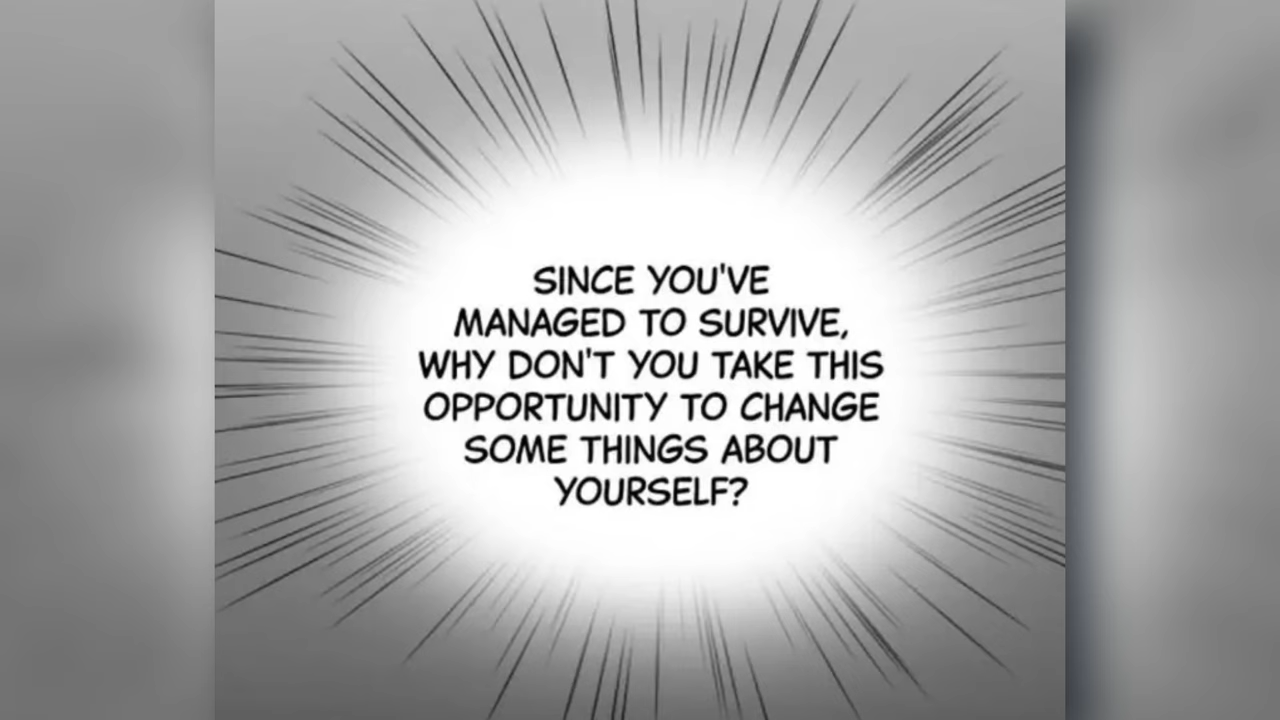 SINCE YOU'VE
MANAGED TO SURVIVE,
WHY DON'T YOU TAKE THIS
OPPORTUNITY TO CHANGE
SOME THINGS ABOUT
YOURSELF?